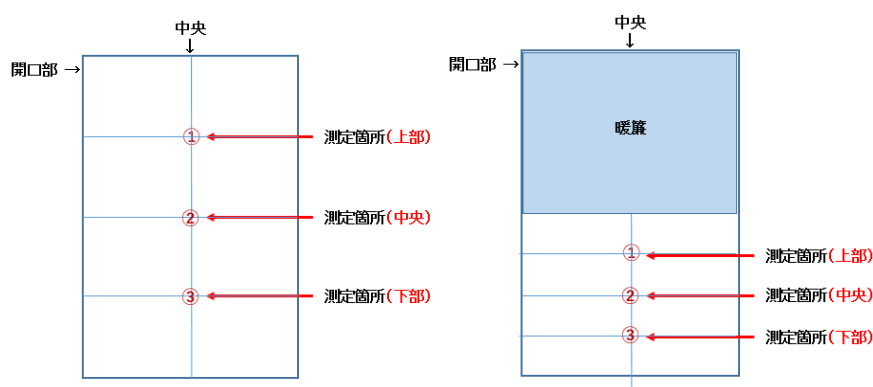 中央
↓
開口部 →
① 測定箇所(上部)
② 測定箇所(中央)
③ 測定箇所(下部)
中央
↓
開口部 →
暖簾
① 測定箇所(上部)
② 測定箇所(中央)
③ 測定箇所(下部)